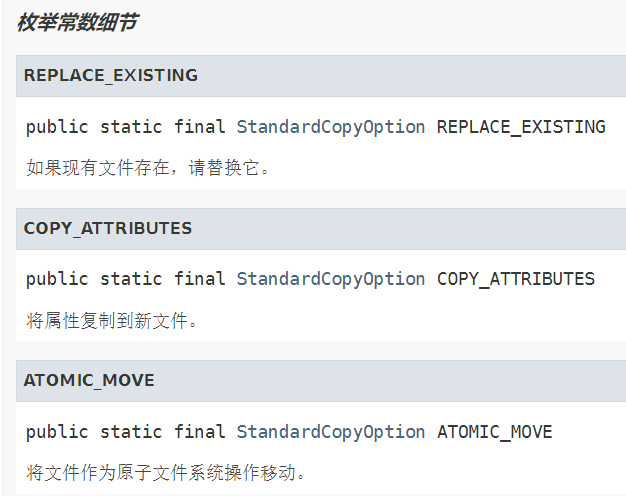 枚举常数细节
REPLACE_EXISTING
public static final StandardCopyOption REPLACE_EXISTING
如果现有文件存在，请替换它。
COPY_ATTRIBUTES
public static final StandardCopyOption COPY_ATTRIBUTES
将属性复制到新文件。
ATOMIC_MOVE
public static final StandardCopyOption ATOMIC_MOVE
将文件作为原子文件系统操作移动。